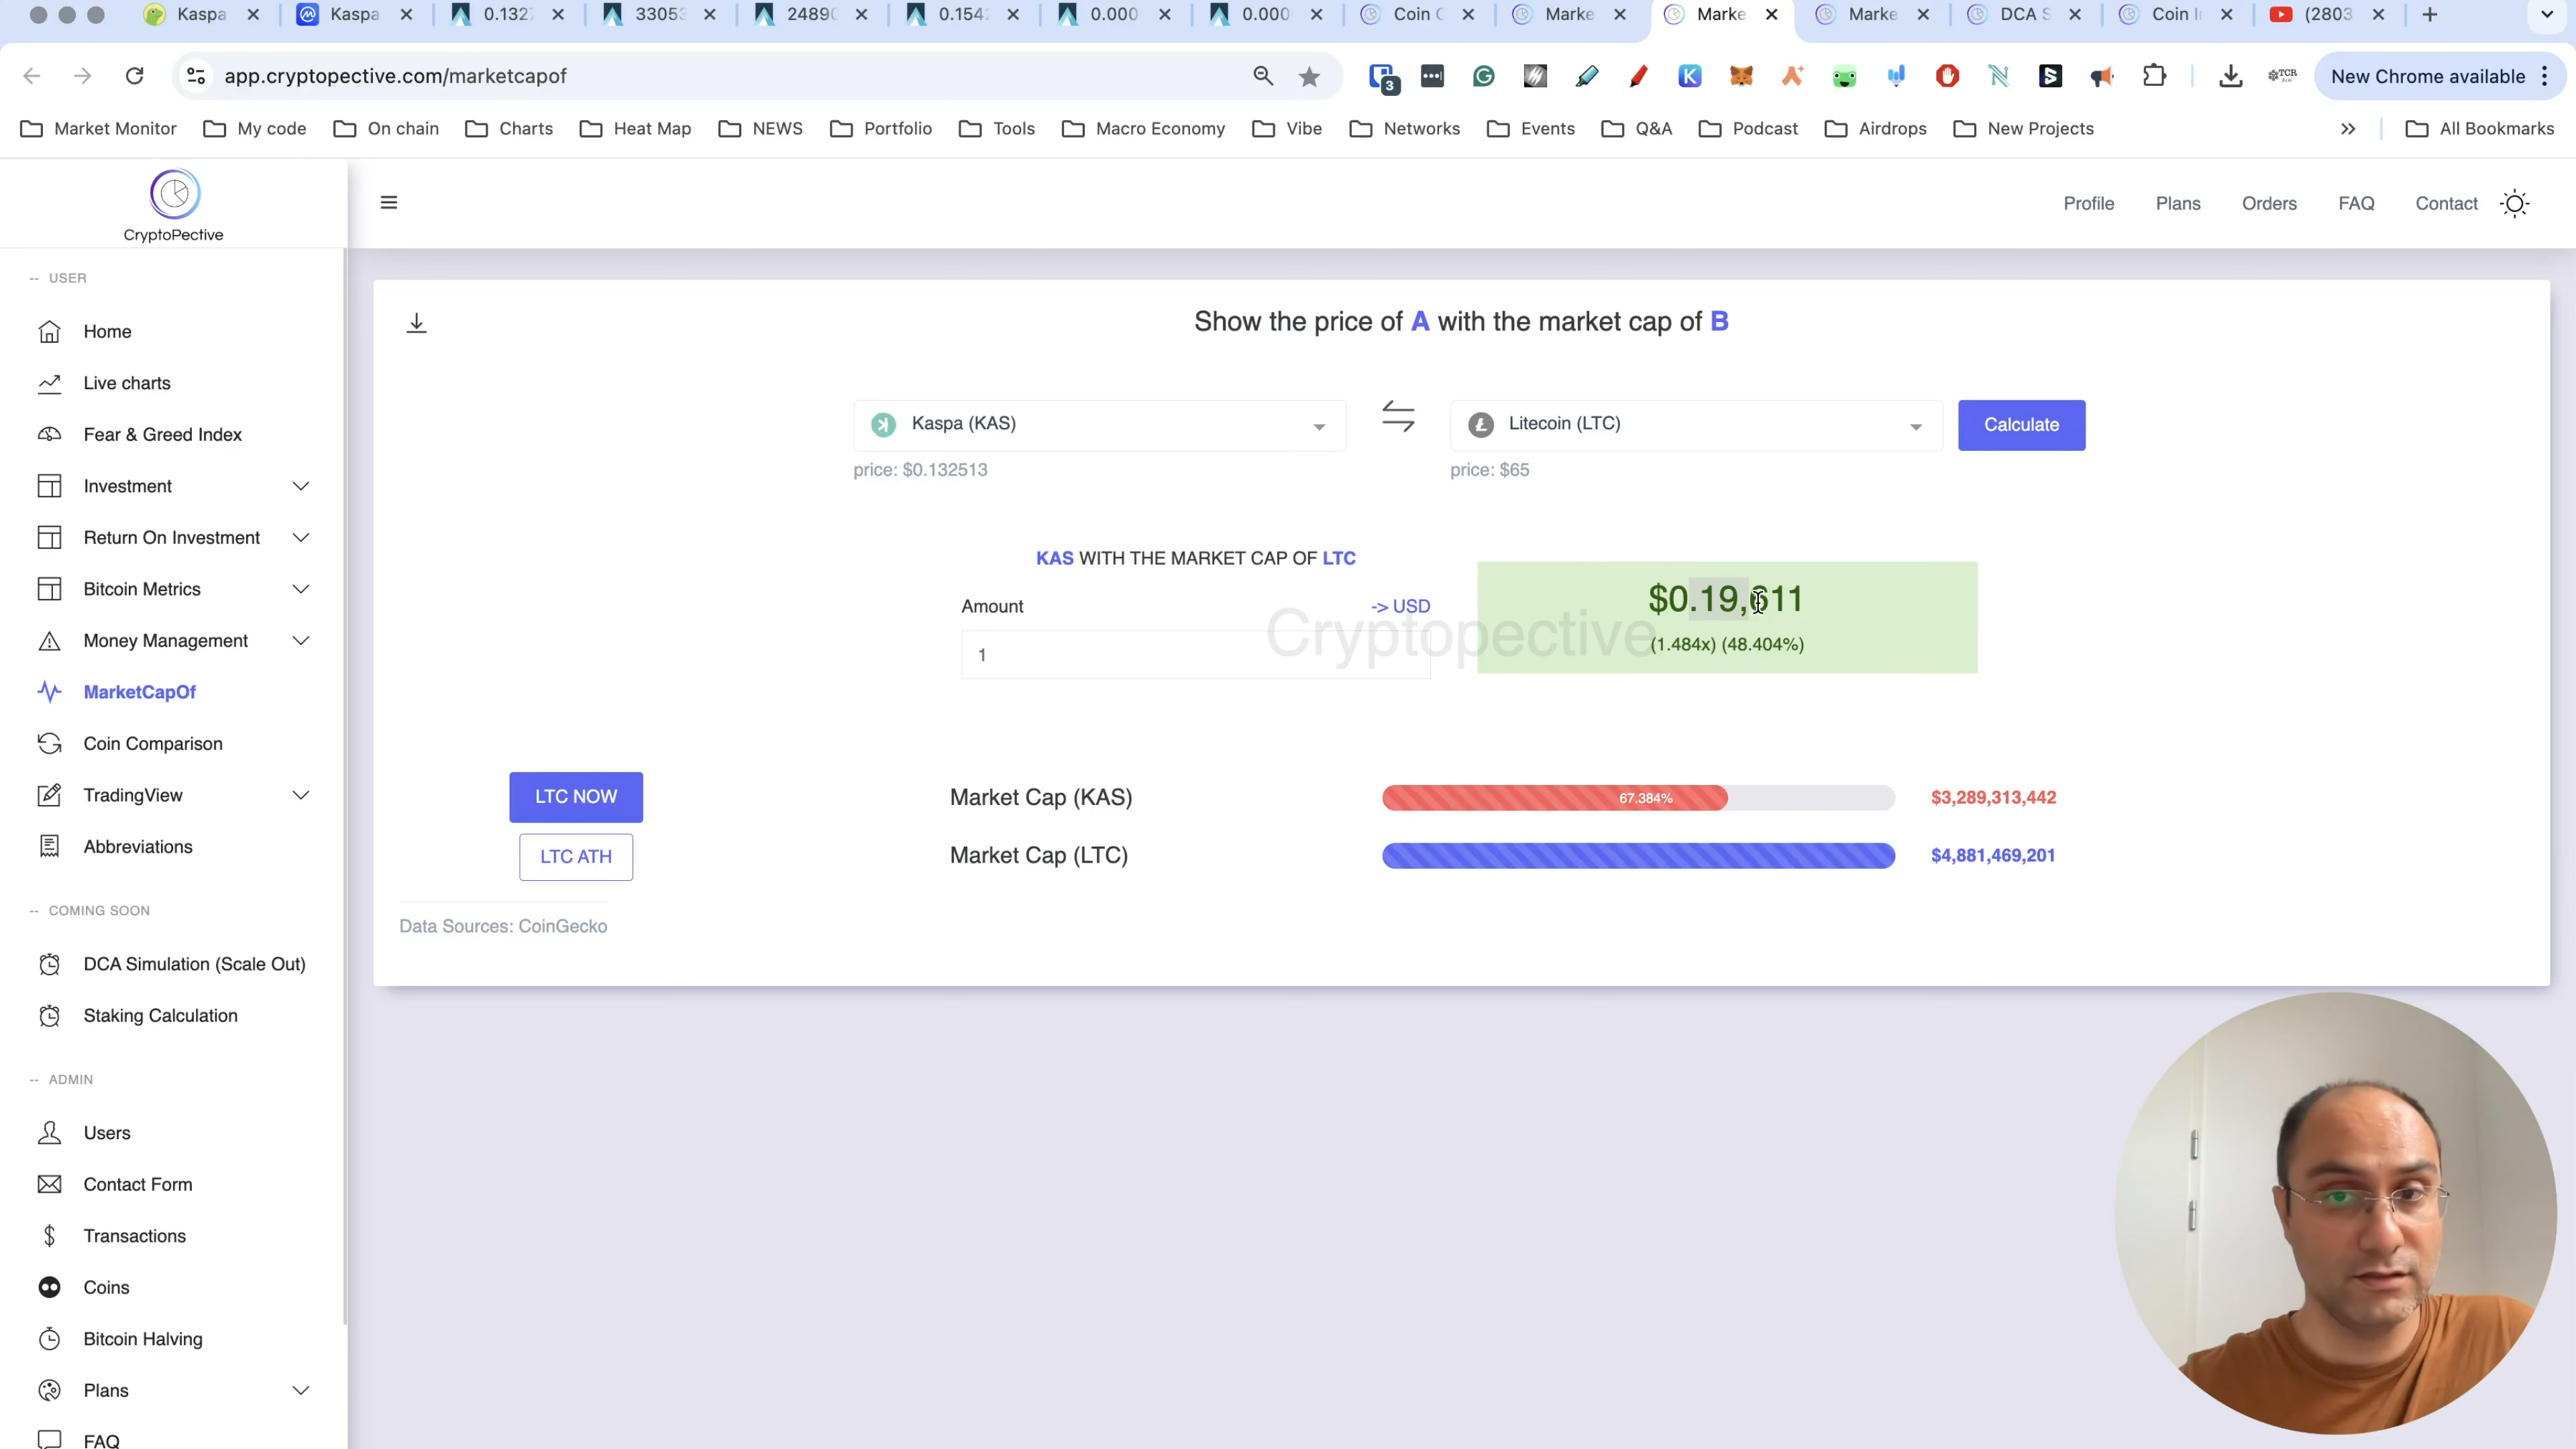 Kaspa
Kaspa
0.132
3305
2489
0.154
0.000
0.000
Coin
Marke
Marke
Marke
DCA S
Coin I
(2803
app.cryptopective.com/marketcapof
3
New Chrome available
Market Monitor
My code
On chain
Charts
Heat Map
NEWS
Portfolio
Tools
Macro Economy
Vibe
Networks
Events
Q&A
Podcast
Airdrops
New Projects
All Bookmarks
CryptoPective
Profile
Plans
Orders
FAQ
Contact
-- USER
Home
Live charts
Fear & Greed Index
Investment
Return On Investment
Bitcoin Metrics
Money Management
MarketCapOf
Coin Comparison
TradingView
Abbreviations
-- COMING SOON
DCA Simulation (Scale Out)
Staking Calculation
-- ADMIN
Users
Contact Form
Transactions
Coins
Bitcoin Halving
Plans
FAQ
Show the price of A with the market cap of B
Kaspa (KAS)
Litecoin (LTC)
Calculate
price: $0.132513
price: $65
KAS WITH THE MARKET CAP OF LTC
Amount
-> USD
1
$0.19,611
(1.484x) (48.404%)
Cryptopective
LTC NOW
LTC ATH
Market Cap (KAS)
67.384%
$3,289,313,442
Market Cap (LTC)
$4,881,469,201
Data Sources: CoinGecko